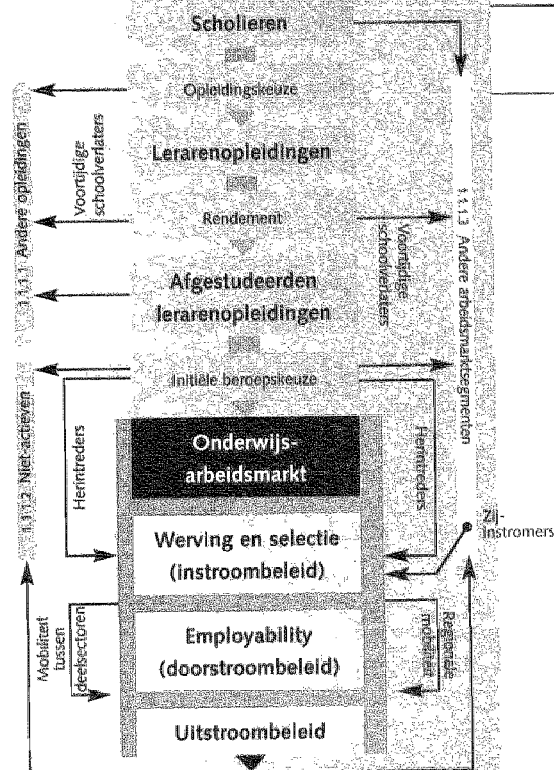 Scholieren
Opleidingskeuze
Lerarenopleidingen
Rendement
Afgestudeerden
lerarenopleidingen
Initiële beroepskeuze
Onderwijs-
arbeidsmarkt
Werving en selectie
(instroombeleid)
Employability
(doorstroombeleid)
Uitstroombeleid
1.1.1.1 Andere opleidingen
Voortijdige
schoolverlaters
1.1.1.2 Niet-actieven
Herintreders
Mobiliteit
tussen
deelsectoren
1.1.1.3 Andere arbeidsmarktsegmenten
Voortijdige
schoolverlaters
Herintreders
Zij-
instromers
Regionale
mobiliteit